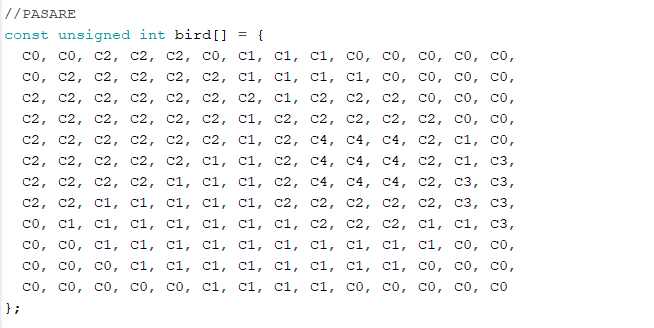 //PASARE
const unsigned int bird[] = {
C0, C0, C2, C2, C2, C0, C1, C1, C1, C0, C0, C0, C0, C0,
C0, C2, C2, C2, C2, C2, C1, C1, C1, C1, C0, C0, C0, C0,
C2, C2, C2, C2, C2, C2, C2, C1, C2, C2, C2, C0, C0, C0,
C2, C2, C2, C2, C2, C2, C1, C2, C2, C2, C2, C2, C0, C0,
C2, C2, C2, C2, C2, C2, C1, C2, C4, C4, C4, C2, C1, C0,
C2, C2, C2, C2, C2, C1, C1, C2, C4, C4, C4, C2, C1, C3,
C2, C2, C2, C2, C1, C1, C1, C2, C4, C4, C4, C2, C3, C3,
C2, C2, C1, C1, C1, C1, C1, C2, C2, C2, C2, C2, C3, C3,
C0, C1, C1, C1, C1, C1, C1, C1, C2, C2, C2, C1, C1, C3,
C0, C0, C1, C1, C1, C1, C1, C1, C1, C1, C1, C1, C0, C0,
C0, C0, C0, C1, C1, C1, C1, C1, C1, C1, C1, C0, C0, C0,
C0, C0, C0, C0, C0, C1, C1, C1, C1, C0, C0, C0, C0, C0
};